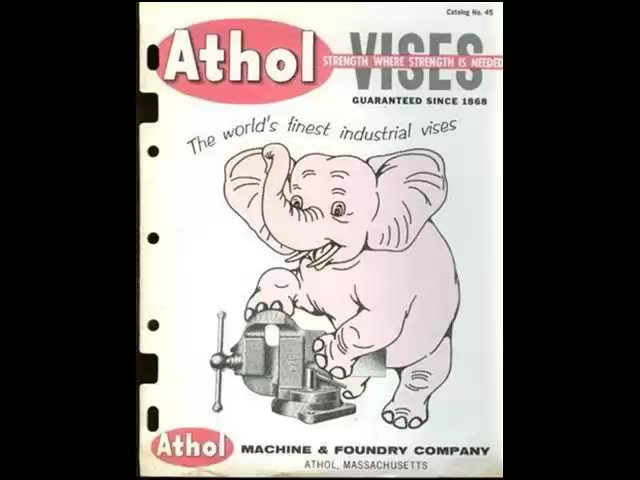 Catalog No. 45
Athol VISES
STRENGTH WHERE STRENGTH IS NEEDED
GUARANTEED SINCE 1868
The world's finest industrial vises
Athol MACHINE & FOUNDRY COMPANY
ATHOL, MASSACHUSETTS